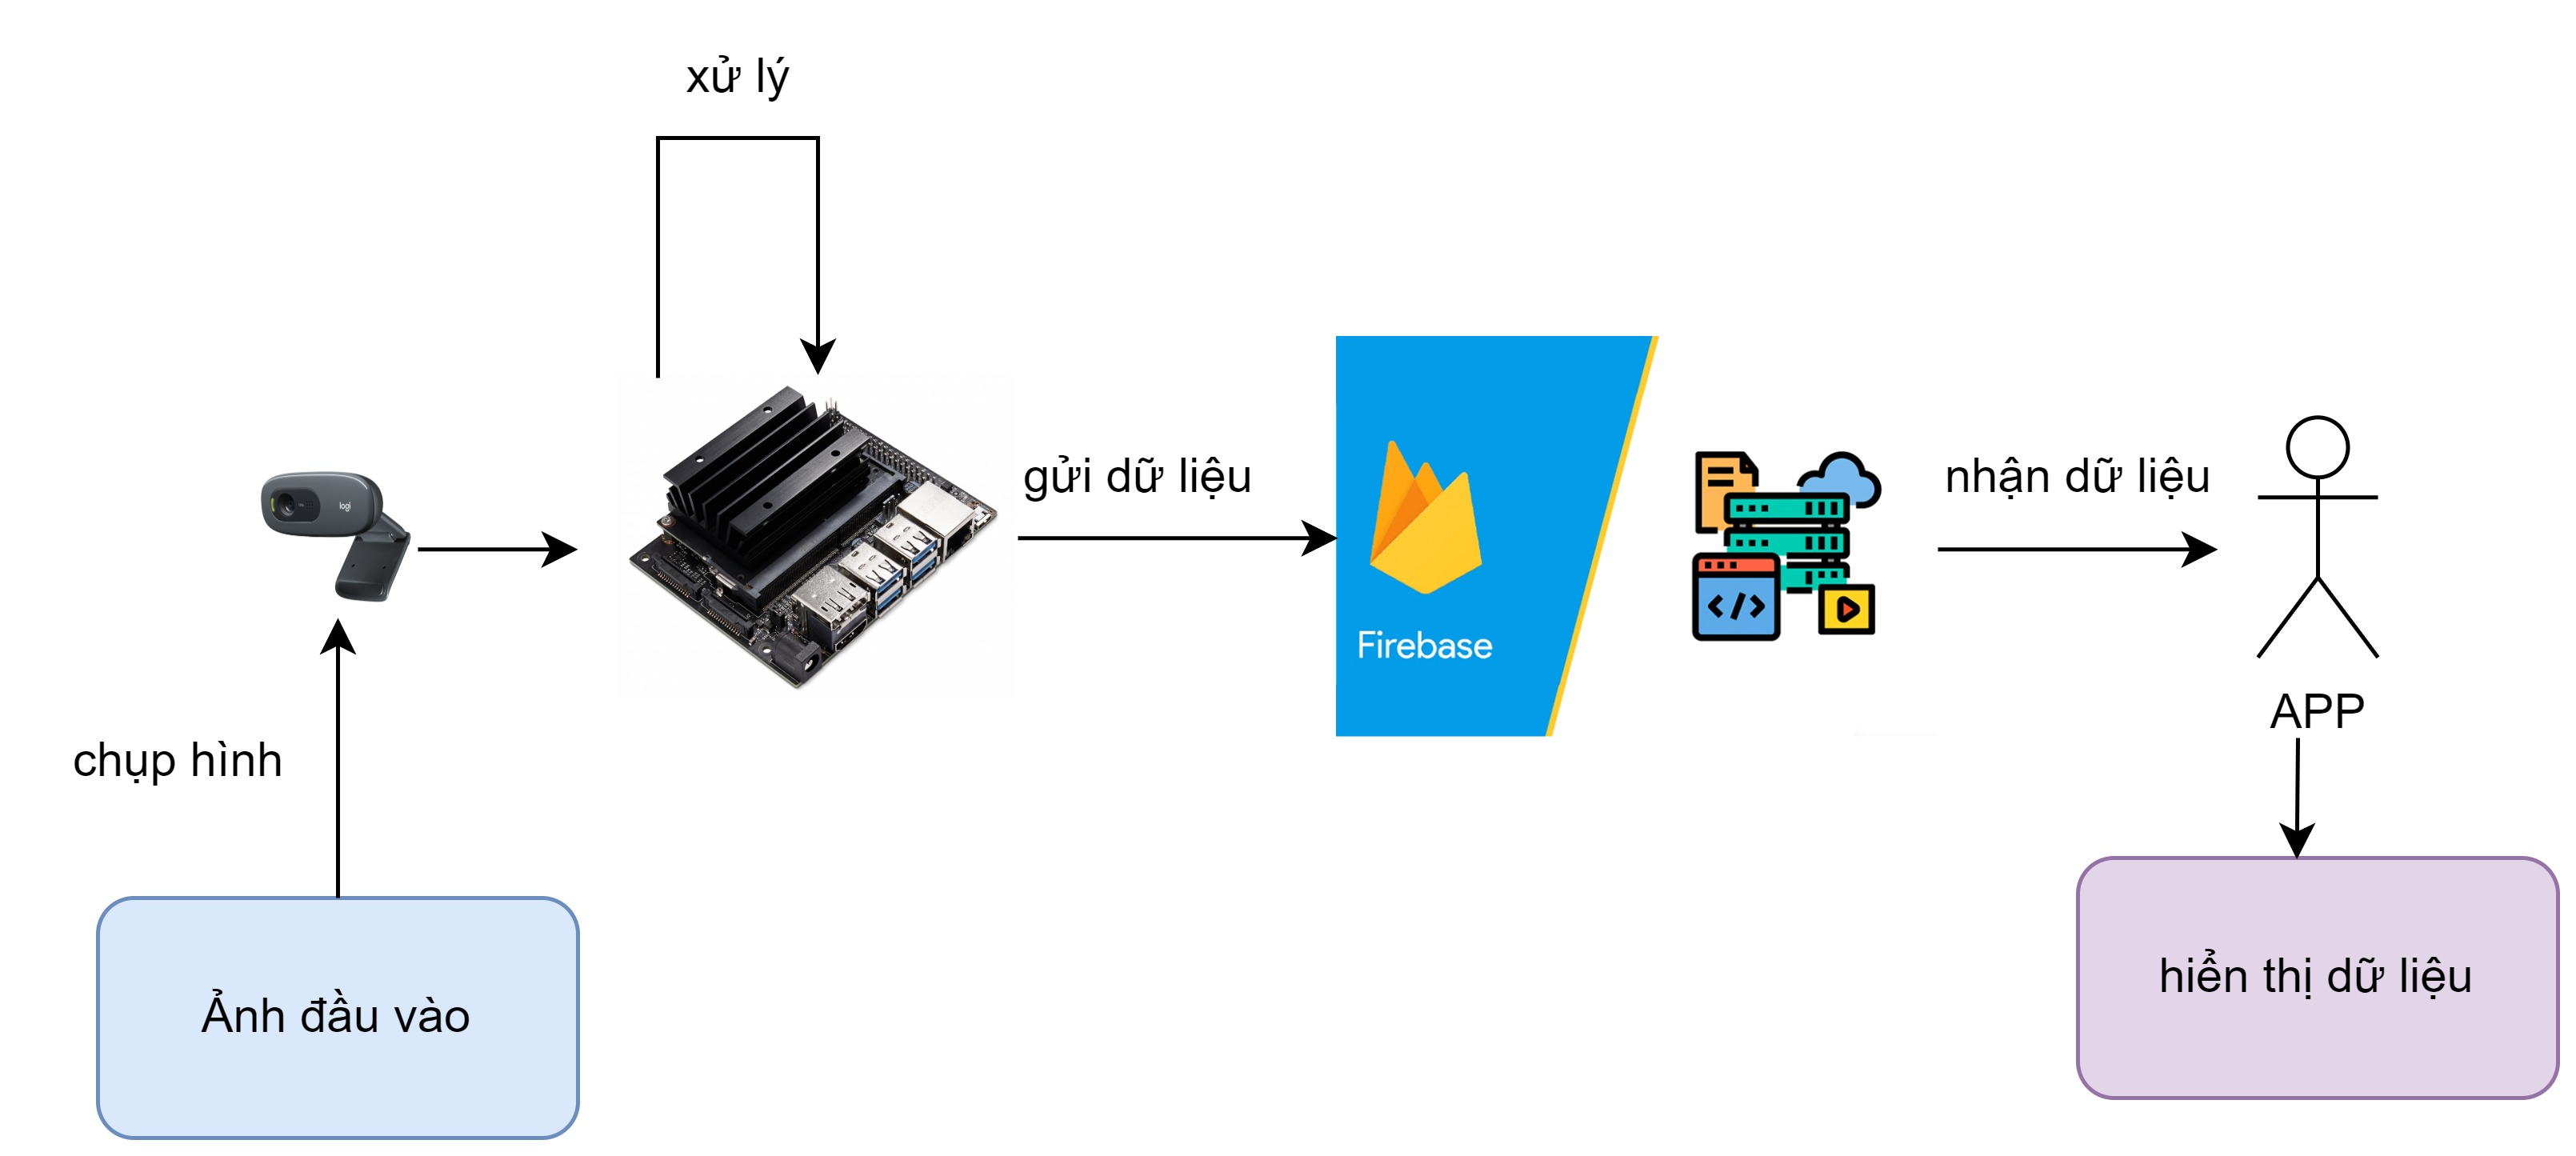 xử lý
logi
gửi dữ liệu
Firebase
</>
nhận dữ liệu
APP
chụp hình
Ảnh đầu vào
hiển thị dữ liệu